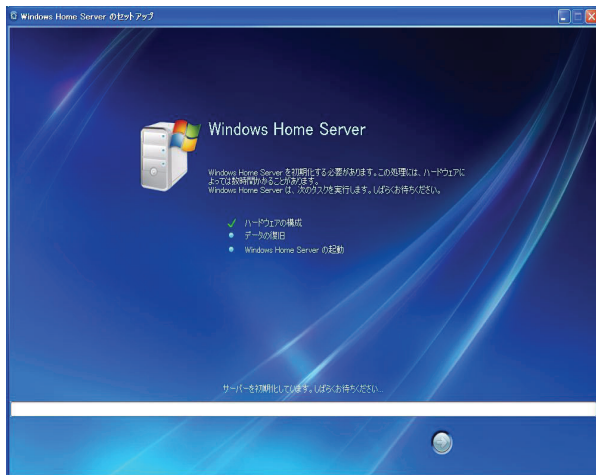 Windows Home Server のセットアップ
Windows Home Server
Windows Home Server を初期化する必要があります。この処理には、ハードウェアに
よっては数時間かかることがあります。
Windows Home Server は、次のタスクを実行します。しばらくお待ちください。
ハードウェアの構成
データの復旧
Windows Home Server の起動
サーバーを初期化しています。しばらくお待ちください...